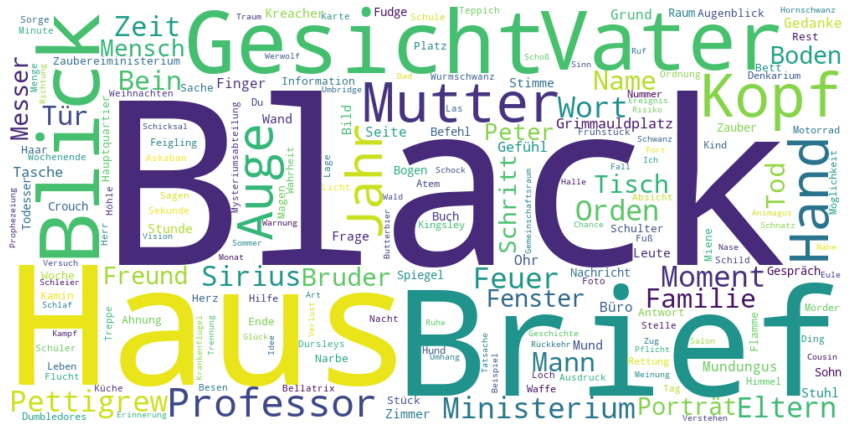 Black
Haus
Brief
Gesicht
Vater
Blick
Kopf
Hand
Mutter
Auge
Jahr
Professor
Moment
Ministerium
Pettigrew
Familie
Eltern
Sirius
Mann
Feuer
Orden
Wort
Name
Tisch
Schritt
Tod
Fenster
Bruder
Freund
Porträt
Peter
Boden
Zeit
Mensch
Bein
Tür
Messer
Sorge
Minute
Traum
Kreacher
Karte
Fudge
Teppich
Schule
Grund
Raum
Augenblick
Hornschwanz
Gedanke
Rest
Bett
Denkarium
Zaubereiministerium
Werwolf
Menge
Richtung
Sache
Finger
Information
Umbridge
Dad
Platz
Wurmschwanz
Schoß
Stimme
Sinn
Ruf
Ordnung
Weihnachten
Du
Wand
Bild
Las
Nummer
Ereignis
Risiko
Motorrad
Möglichkeit
Hauptquartier
Haar
Wochenende
Schicksal
Feigling
Askaban
Mysteriumsabteilung
Seite
Befehl
Grimmauldplatz
Frühstück
Zauber
Gefühl
Schwanz
Fort
Ich
Kind
Tasche
Todesser
Crouch
Höhle
Sagen
Sekunde
Stunde
Vision
Prophezeiung
Herr
Magen
Wahrheit
Lage
Licht
Bogen
Atem
Schock
Wald
Buch
Kingsley
Butterbier
Gemeinschaftsraum
Fall
Halle
Absicht
Animagus
Schnatz
Chance
Schulter
Fuß
Miene
Nase
Nahe
Monat
Sommer
Warnung
Frage
Ohr
Leute
Schild
Gespräch
Eule
Versuch
Schleier
Woche
Kamin
Schlaf
Spiegel
Nachricht
Foto
Herz
Hilfe
Art
Verlust
Nacht
Büro
Antwort
Stelle
Mörder
Treppe
Ahnung
Krankenflügel
Glück
Trennung
Ende
Idee
Ruhe
Geschichte
Rückkehr
Mund
Zug
Pflicht
Salon
Flamme
Ding
Cousin
Kampf
Schüler
Leben
Flucht
Dursleys
Narbe
Hund
Umhang
Tatsache
Beispiel
Loch
Ausdruck
Rettung
Meinung
Mundungus
Himmel
Sohn
Küche
Besen
Bellatrix
Stück
Zimmer
Waffe
Tag
Verstehen
Stuhl
Dumbledores
Erinnerung